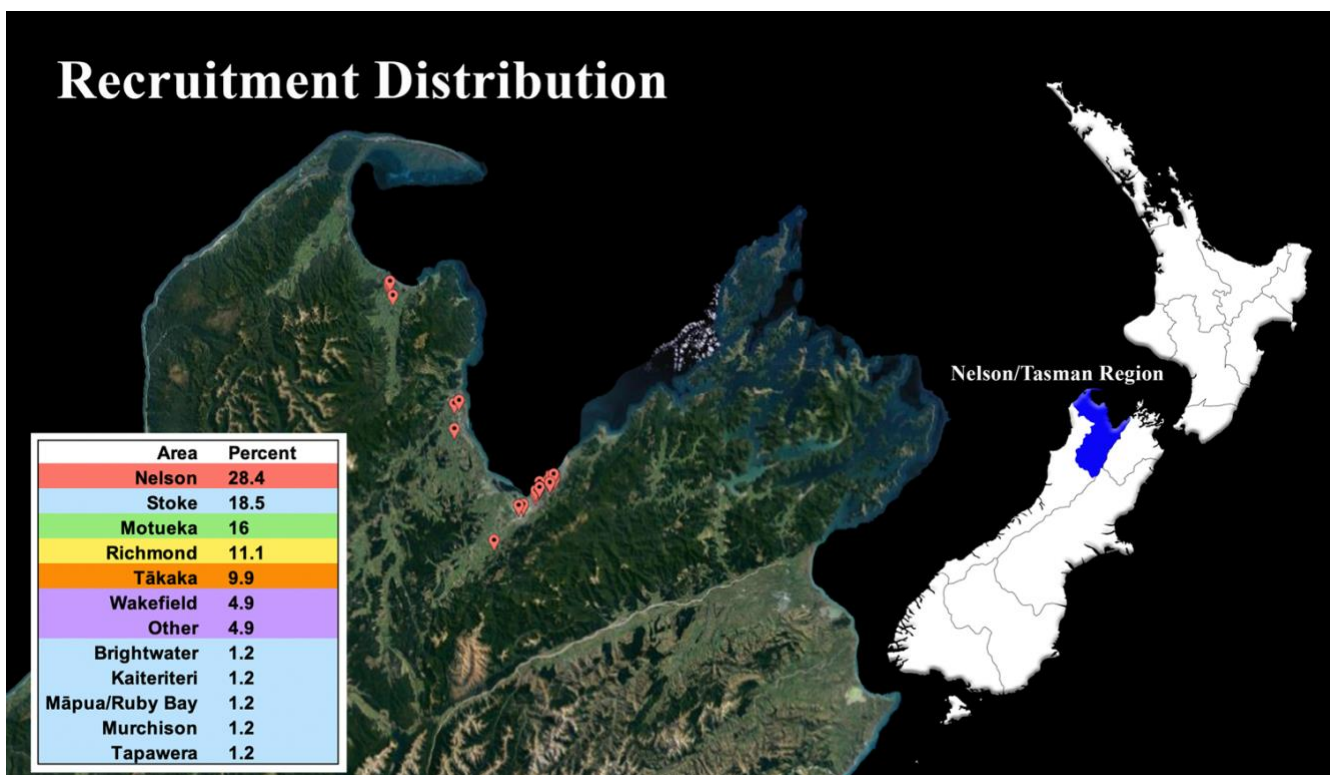 Recruitment Distribution
Nelson/Tasman Region
Area Percent
Nelson 28.4
Stoke 18.5
Motueka 16
Richmond 11.1
Tākaka 9.9
Wakefield 4.9
Other 4.9
Brightwater 1.2
Kaiteriteri 1.2
Māpua/Ruby Bay 1.2
Murchison 1.2
Tapawera 1.2